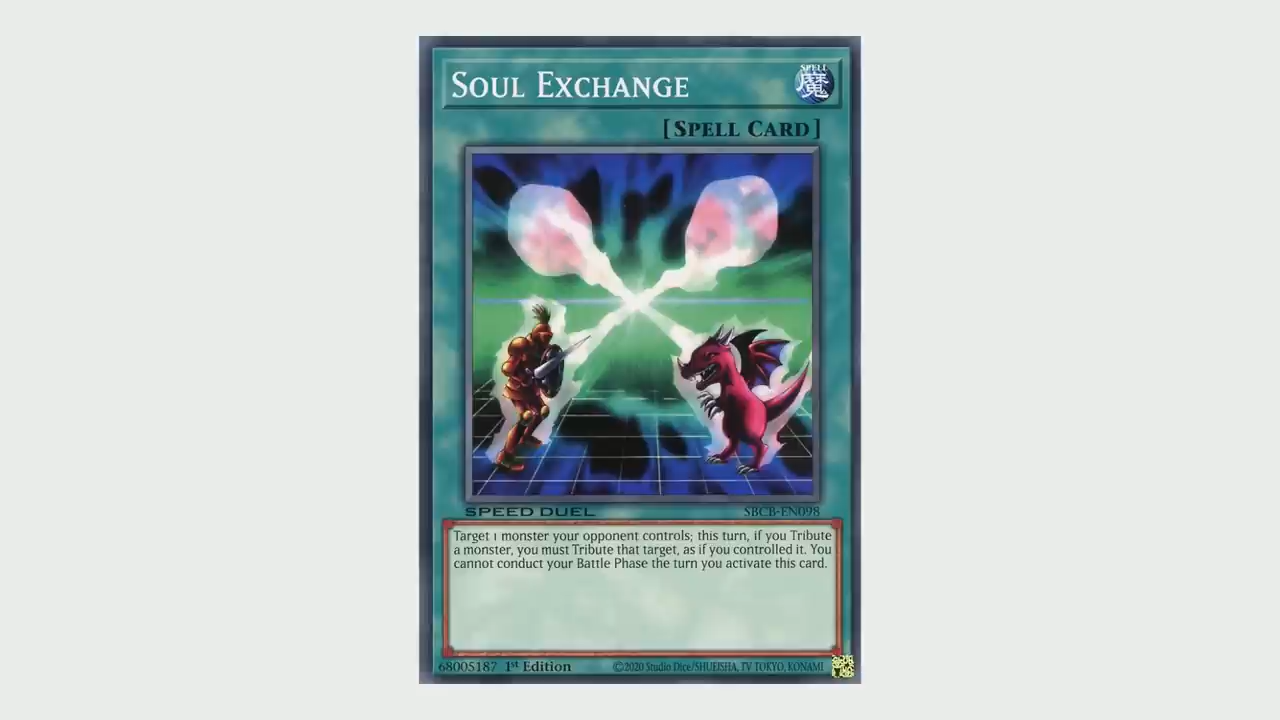 SOUL EXCHANGE
SPELL
魔
[SPELL CARD]
SPEED DUEL
SBCB-EN098
Target 1 monster your opponent controls; this turn, if you Tribute
a monster, you must Tribute that target, as if you controlled it. You
cannot conduct your Battle Phase the turn you activate this card.
68005187 1st Edition
©2020 Studio Dice/SHUEISHA, TV TOKYO, KONAMI